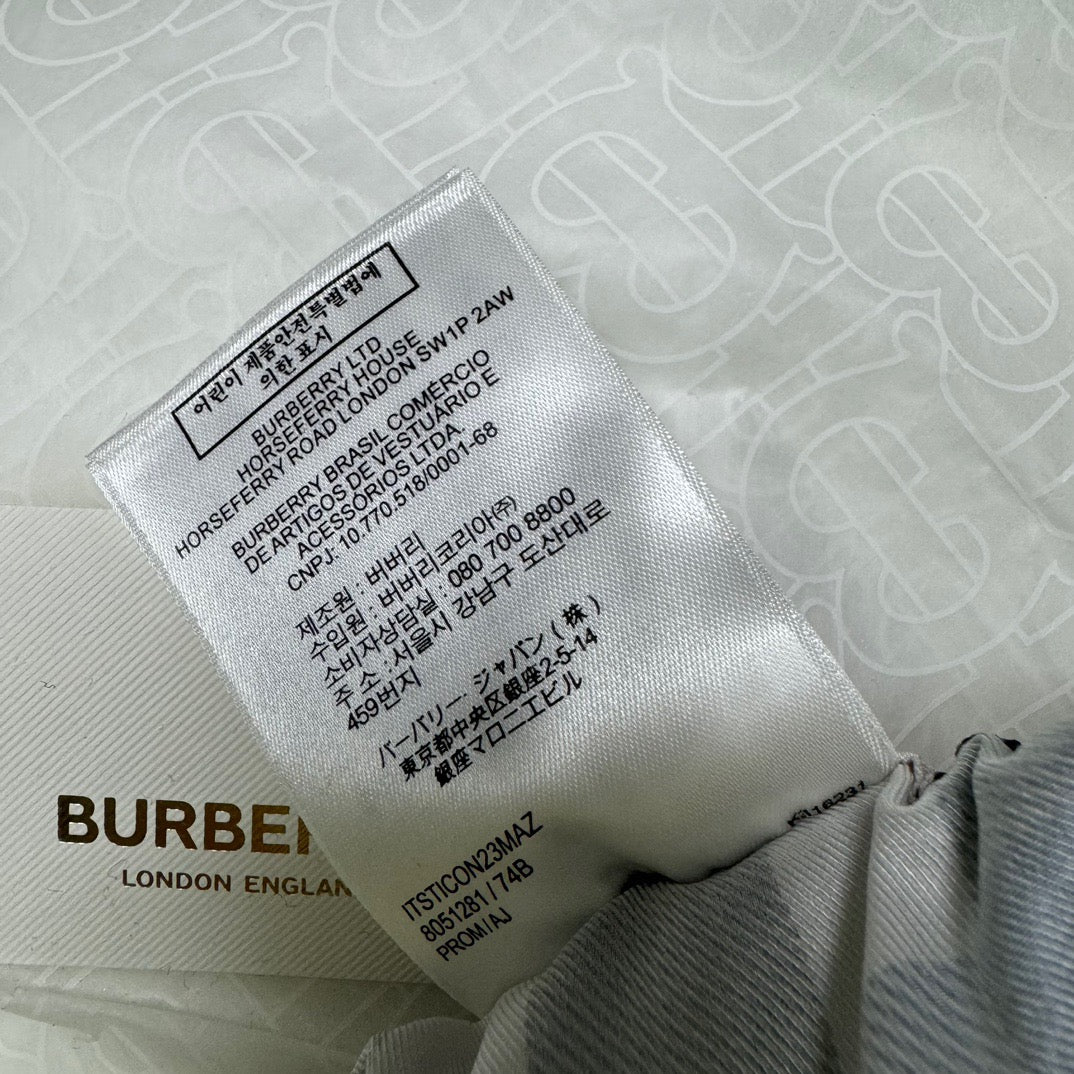 어린이 제품안전특별법에
의한 표시
BURBERRY LTD
HORSEFERRY HOUSE
HORSEFERRY ROAD LONDON SW1P 2AW
BURBERRY BRASIL COMÉRCIO
DE ARTIGOS DE VESTUÁRIO E
ACESSÓRIOS LTDA.
CNPJ: 10.770.518/0001-68
제조원 : 버버리
수입원 : 버버리코리아(주)
소비자상담실 : 080 700 8800
주 소 : 서울시 강남구 도산대로
459번지
バーバリー・ジャパン(株)
東京都中央区銀座2-5-14
銀座マロニエビル
ITSTICON23MAZ
8051281 / 74B
PROM/AJ
BURBER
LONDON ENGLAN